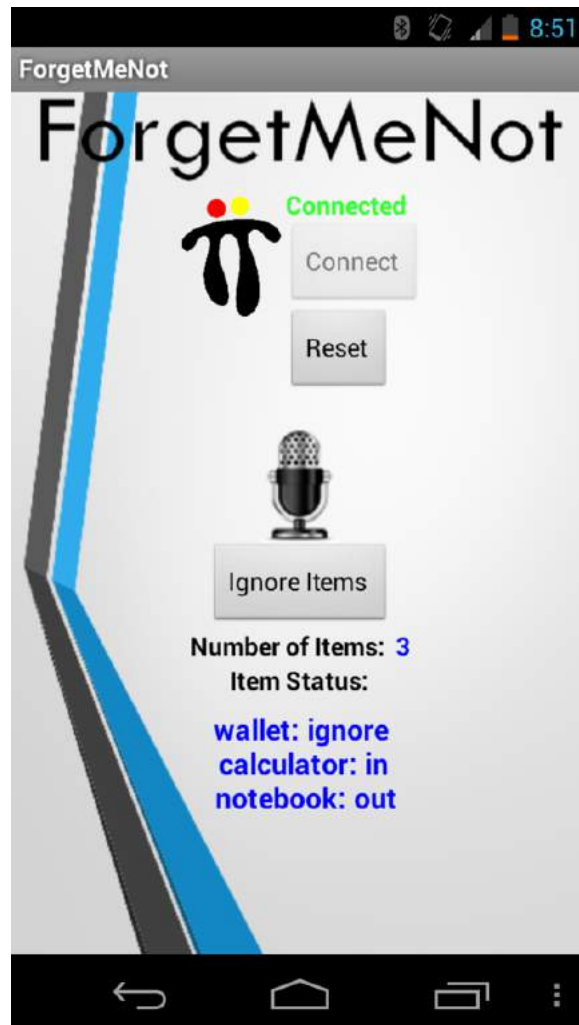 8:51
ForgetMeNot
ForgetMeNot
Connected
Connect
Reset
Ignore Items
Number of Items: 3
Item Status:
wallet: ignore
calculator: in
notebook: out